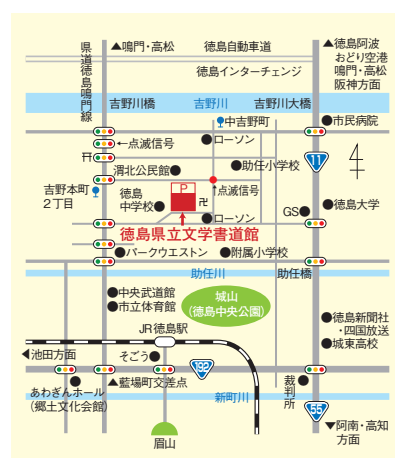 県道徳島鳴門線
▲鳴門・高松
徳島自動車道
▲徳島阿波
おどり空港
鳴門・高松
阪神方面
徳島インターチェンジ
吉野川橋
吉野川
吉野川大橋
中吉野町
●市民病院
←点滅信号
●ローソン
渭北公民館●
●助任小学校
11
吉野本町
2丁目
徳島
中学校●
P
卍
↑点滅信号
●ローソン
GS●
●徳島大学
徳島県立文学書道館
●パークウエストン
●附属小学校
助任川
助任橋
●中央武道館
●市立体育館
城山
(徳島中央公園)
JR徳島駅
●徳島新聞社
・四国放送
●城東高校
◀池田方面
そごう●
192
あわぎんホール
(郷土文化会館)
▲藍場町交差点
裁判所
新町川
55
眉山
▼阿南・高知
方面